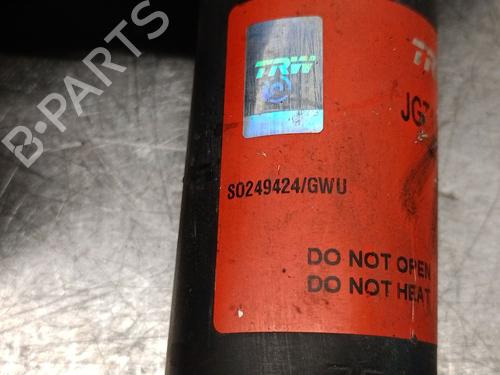 B-PARTS
TRW
S0249424/GWU
DO NOT OPEN
DO NOT HEAT